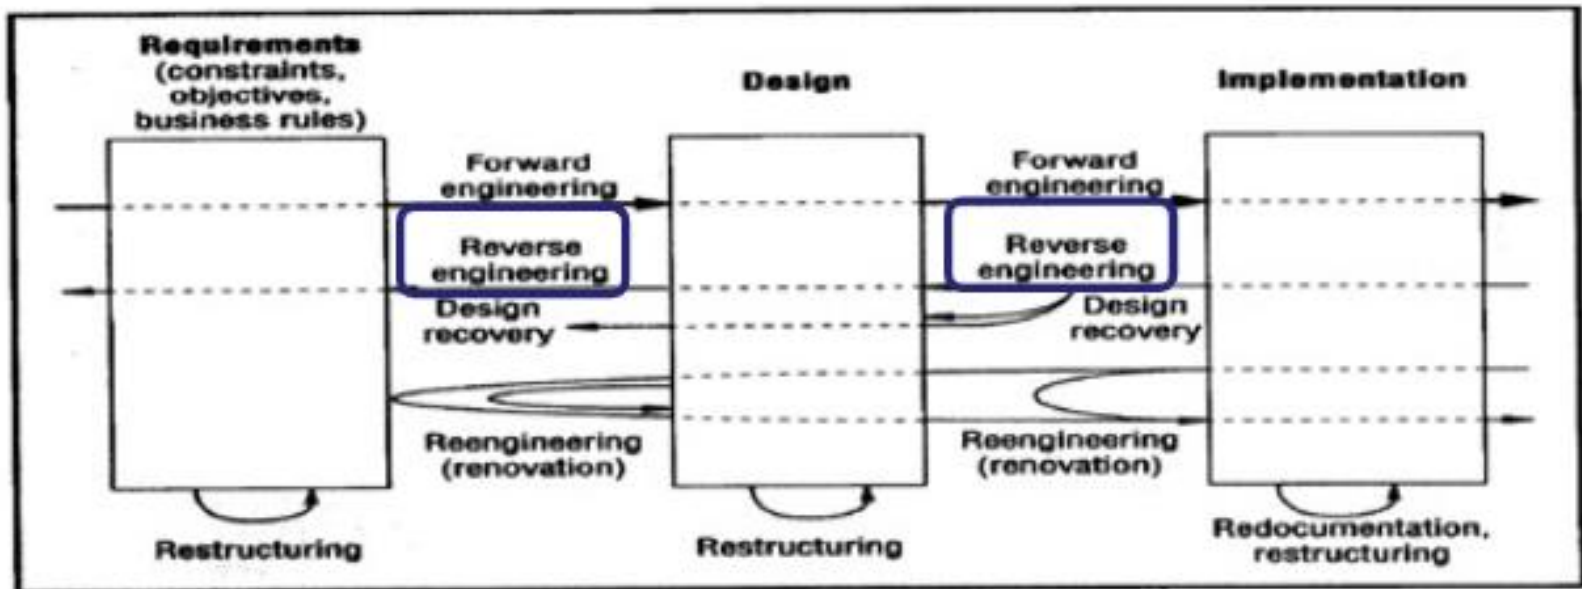 Requirements
(constraints,
objectives,
business rules)
Design
Implementation
Forward
engineering
Forward
engineering
Reverse
engineering
Reverse
engineering
Design
recovery
Design
recovery
Reengineering
(renovation)
Reengineering
(renovation)
Restructuring
Restructuring
Redocumentation,
restructuring